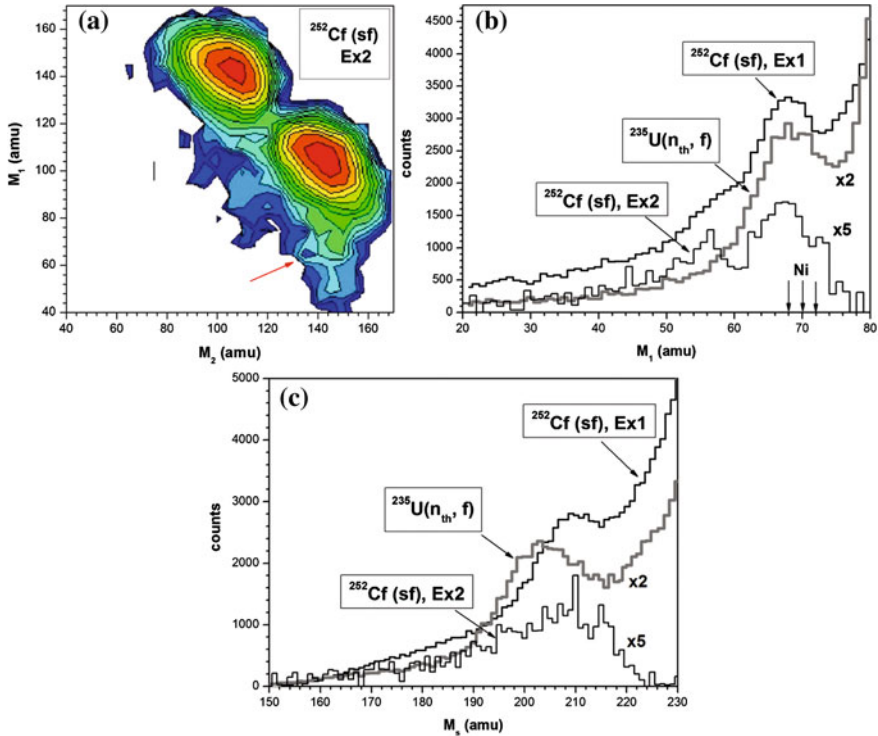 (a)
²⁵²Cf (sf)
Ex2
M₁ (amu)
160
140
120
100
80
60
40
40 60 80 100 120 140 160
M₂ (amu)
(b)
²⁵²Cf (sf), Ex1
²³⁵U(nₜₕ, f)
²⁵²Cf (sf), Ex2
x2
x5
Ni
counts
4500
4000
3500
3000
2500
2000
1500
1000
500
0
20 30 40 50 60 70 80
M₁ (amu)
(c)
²⁵²Cf (sf), Ex1
²³⁵U(nₜₕ, f)
²⁵²Cf (sf), Ex2
x2
x5
counts
5000
4000
3000
2000
1000
0
150 160 170 180 190 200 210 220 230
Mₛ (amu)